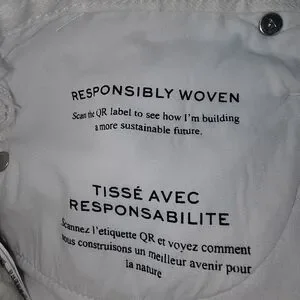 RESPONSIBLY WOVEN
Scan the QR label to see how I'm building
a more sustainable future.
TISSÉ AVEC
RESPONSABILITE
Scannez l'etiquette QR et voyez comment
nous construisons un meilleur avenir pour
la nature